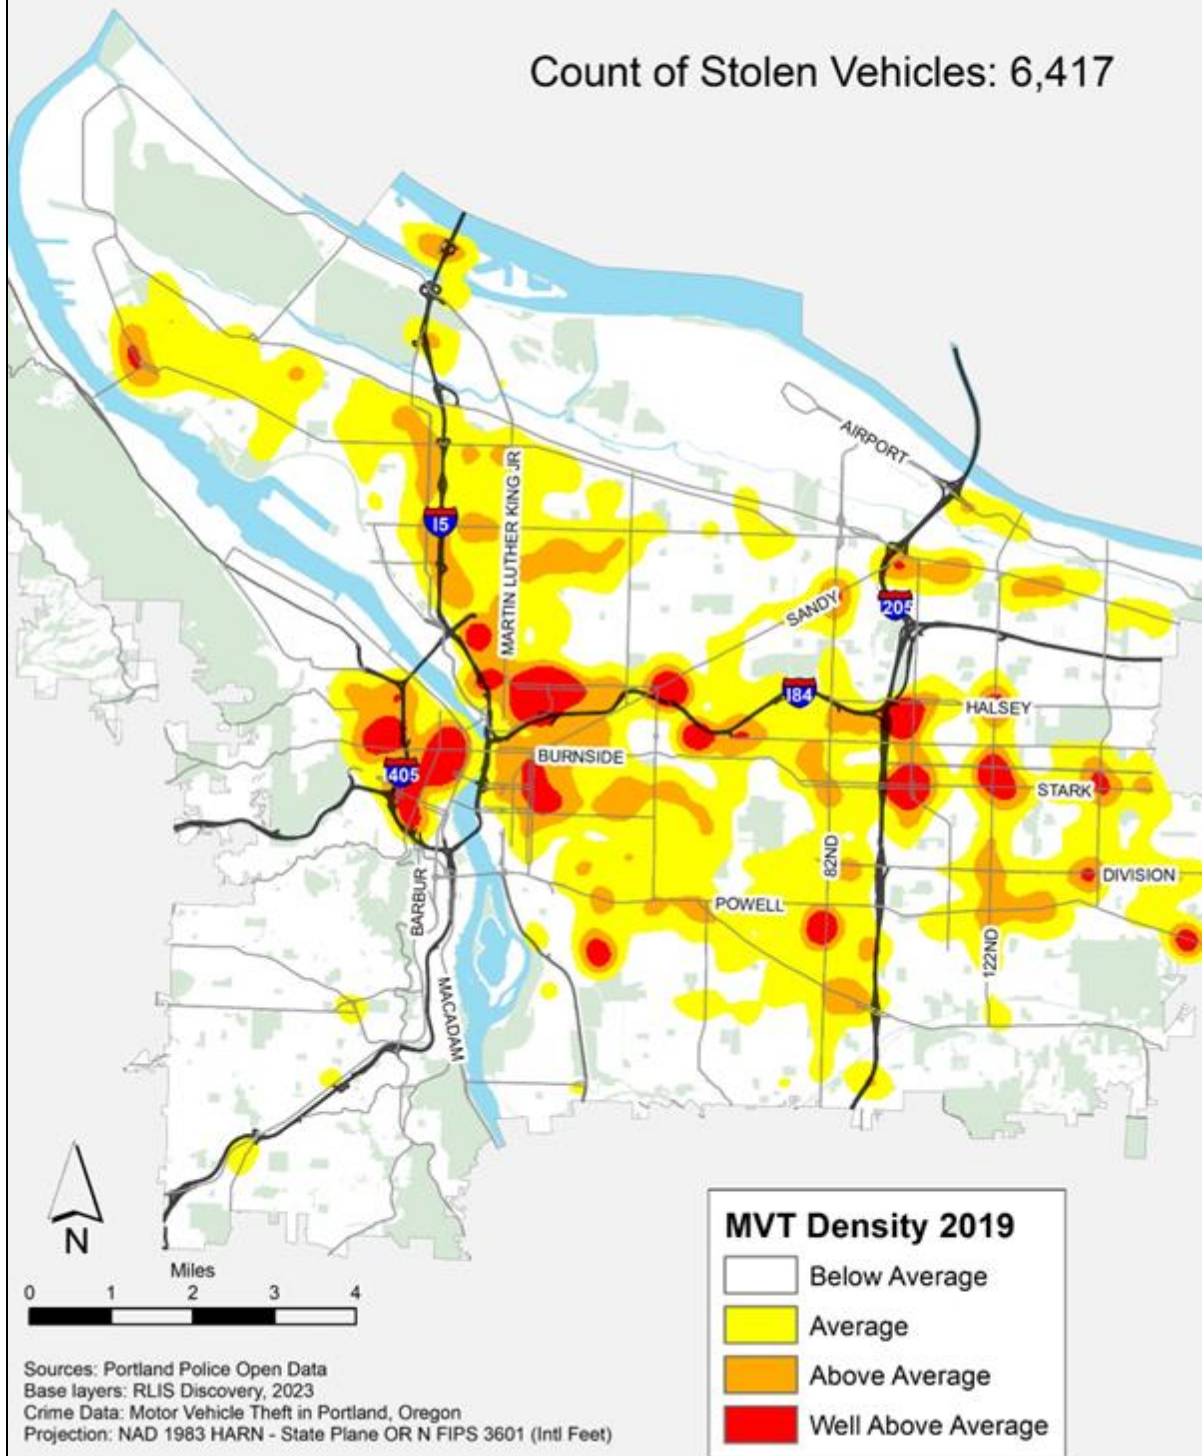 Count of Stolen Vehicles: 6,417
AIRPORT
MARTIN LUTHER KING JR
I5
SANDY
I205
I84
HALSEY
BURNSIDE
I405
STARK
82ND
DIVISION
POWELL
BARBUR
122ND
MACADAM
N
Miles
0 1 2 3 4
MVT Density 2019
Below Average
Average
Above Average
Well Above Average
Sources: Portland Police Open Data
Base layers: RLIS Discovery, 2023
Crime Data: Motor Vehicle Theft in Portland, Oregon
Projection: NAD 1983 HARN - State Plane OR N FIPS 3601 (Intl Feet)